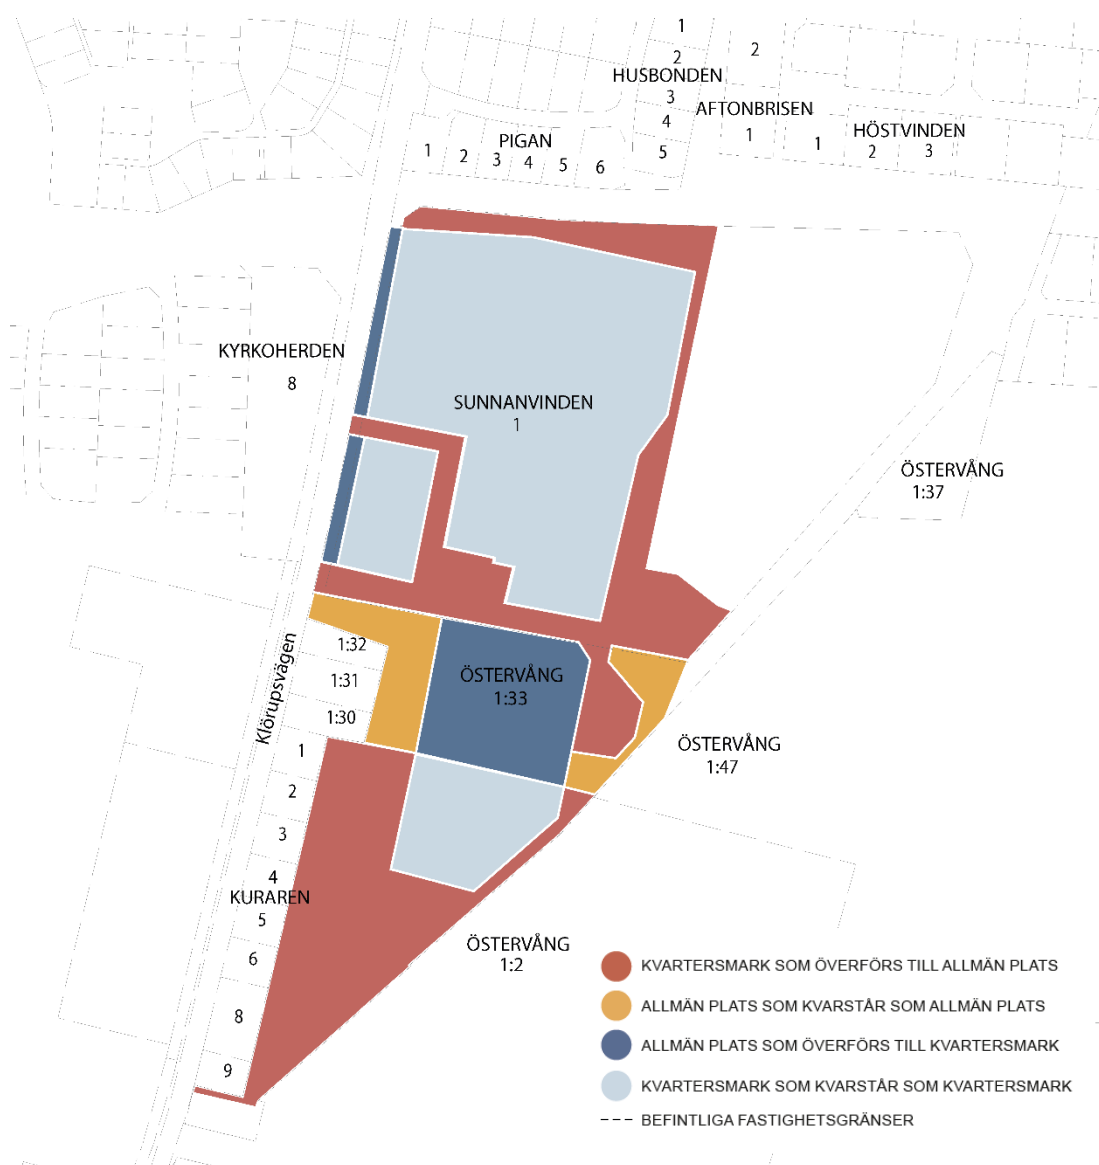 1
2
2
HUSBONDEN
3
AFTONBRISEN
4
1
1
HÖSTVINDEN
2
3
5
PIGAN
1
2
3
4
5
6
KYRKOHERDEN
8
SUNNANVINDEN
1
ÖSTERVÅNG
1:37
Klörupsvägen
1:32
1:31
1:30
ÖSTERVÅNG
1:33
ÖSTERVÅNG
1:47
1
2
3
4
KURAREN
5
6
8
9
ÖSTERVÅNG
1:2
KVARTERSMARK SOM ÖVERFÖRS TILL ALLMÄN PLATS
ALLMÄN PLATS SOM KVARSTÅR SOM ALLMÄN PLATS
ALLMÄN PLATS SOM ÖVERFÖRS TILL KVARTERSMARK
KVARTERSMARK SOM KVARSTÅR SOM KVARTERSMARK
BEFINTLIGA FASTIGHETSGRÄNSER